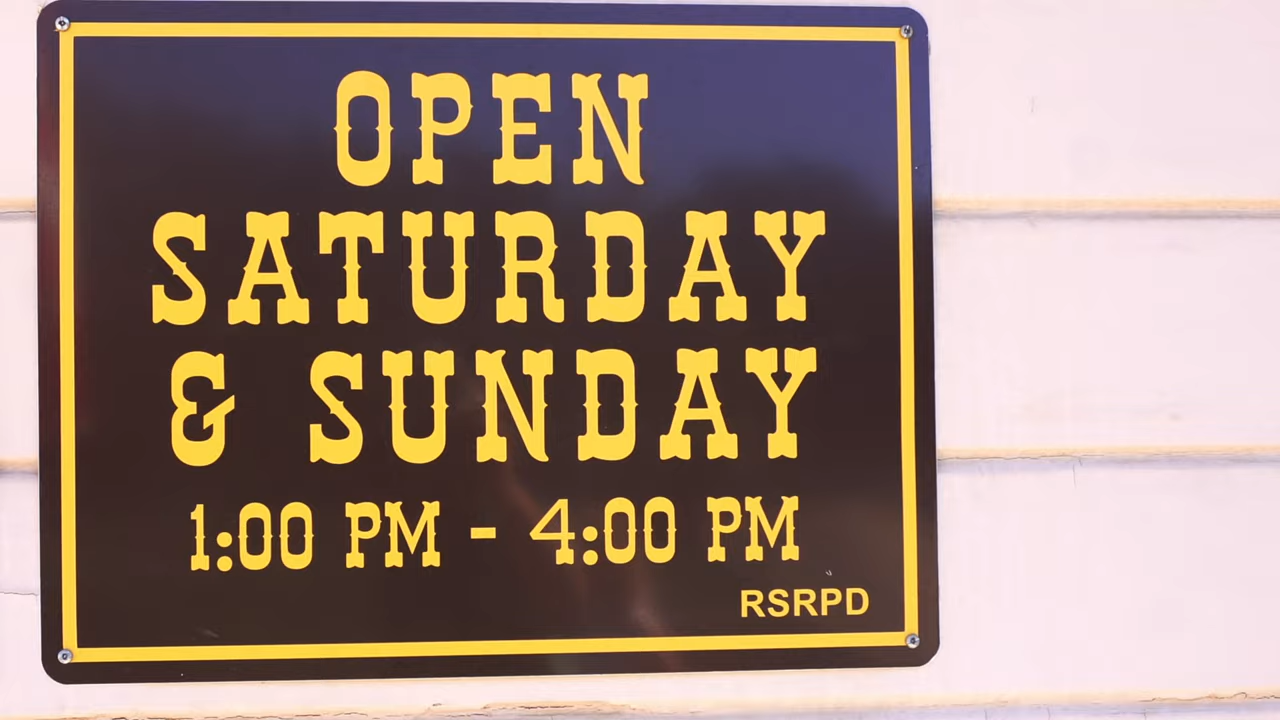 OPEN
SATURDAY
& SUNDAY
1:00 PM - 4:00 PM
RSRPD